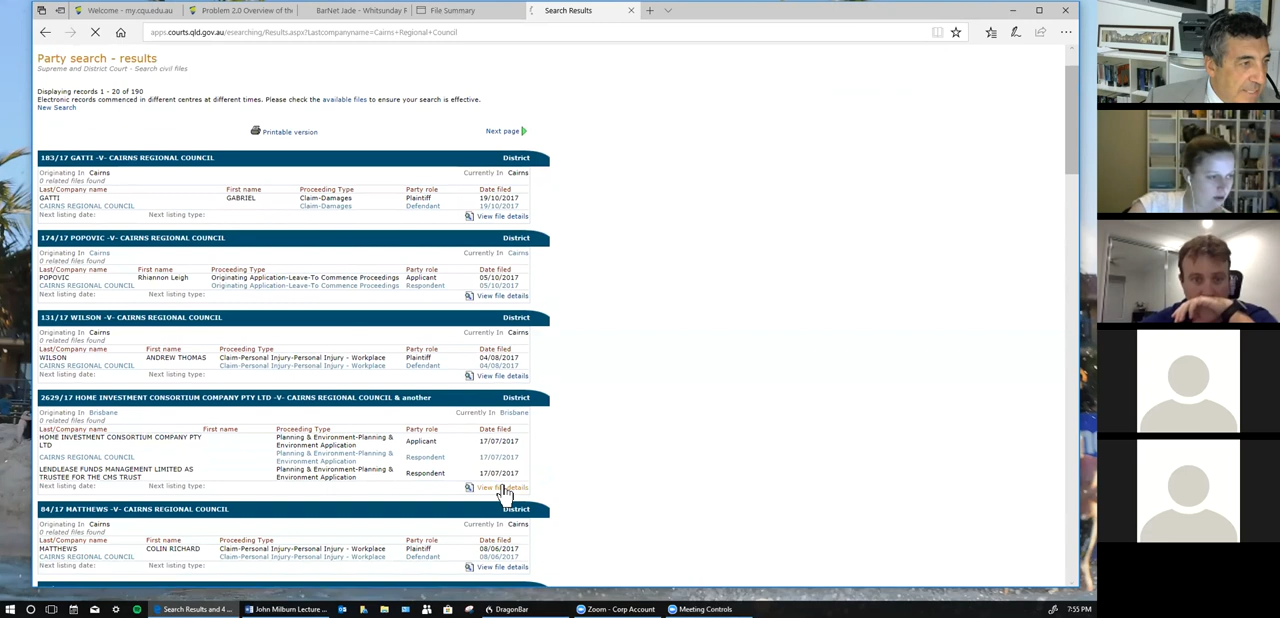 Welcome - my.cqu.edu.au
Problem 2.0 Overview of the
BarNet Jade - Whitsunday F
File Summary
Search Results
apps.courts.qld.gov.au/esearching/Results.aspx?Lastcompanyname=Cairns+Regional+Council
Party search - results
Supreme and District Court - Search civil files
Displaying records 1 - 20 of 190
Electronic records commenced in different centres at different times. Please check the available files to ensure your search is effective.
New Search
Printable version
Next page
183/17 GATTI -V- CAIRNS REGIONAL COUNCIL District
Originating In Cairns Currently In Cairns
0 related files found
Last/Company name First name Proceeding Type Party role Date filed
GATTI GABRIEL Claim-Damages Plaintiff 19/10/2017
CAIRNS REGIONAL COUNCIL Claim-Damages Defendant 19/10/2017
Next listing date: Next listing type: View file details
174/17 POPOVIC -V- CAIRNS REGIONAL COUNCIL District
Originating In Cairns Currently In Cairns
0 related files found
Last/Company name First name Proceeding Type Party role Date filed
POPOVIC Rhiannon Leigh Originating Application-Leave-To Commence Proceedings Applicant 05/10/2017
CAIRNS REGIONAL COUNCIL Originating Application-Leave-To Commence Proceedings Respondent 05/10/2017
Next listing date: Next listing type: View file details
131/17 WILSON -V- CAIRNS REGIONAL COUNCIL District
Originating In Cairns Currently In Cairns
0 related files found
Last/Company name First name Proceeding Type Party role Date filed
WILSON ANDREW THOMAS Claim-Personal Injury-Personal Injury - Workplace Plaintiff 04/08/2017
CAIRNS REGIONAL COUNCIL Claim-Personal Injury-Personal Injury - Workplace Defendant 04/08/2017
Next listing date: Next listing type: View file details
2629/17 HOME INVESTMENT CONSORTIUM COMPANY PTY LTD -V- CAIRNS REGIONAL COUNCIL & another District
Originating In Brisbane Currently In Brisbane
0 related files found
Last/Company name First name Proceeding Type Party role Date filed
HOME INVESTMENT CONSORTIUM COMPANY PTY Planning & Environment-Planning &
LTD Environment Application Applicant 17/07/2017
CAIRNS REGIONAL COUNCIL Planning & Environment-Planning &
Environment Application Respondent 17/07/2017
LENDLEASE FUNDS MANAGEMENT LIMITED AS Planning & Environment-Planning &
TRUSTEE FOR THE CMS TRUST Environment Application Respondent 17/07/2017
Next listing date: Next listing type: View file details
84/17 MATTHEWS -V- CAIRNS REGIONAL COUNCIL District
Originating In Cairns Currently In Cairns
0 related files found
Last/Company name First name Proceeding Type Party role Date filed
MATTHEWS COLIN RICHARD Claim-Personal Injury-Personal Injury - Workplace Plaintiff 08/06/2017
CAIRNS REGIONAL COUNCIL Claim-Personal Injury-Personal Injury - Workplace Defendant 08/06/2017
Next listing date: Next listing type: View file details
Search Results and 4 ...
John Milburn Lecture ...
DragonBar
Zoom - Corp Account
Meeting Controls
7:55 PM